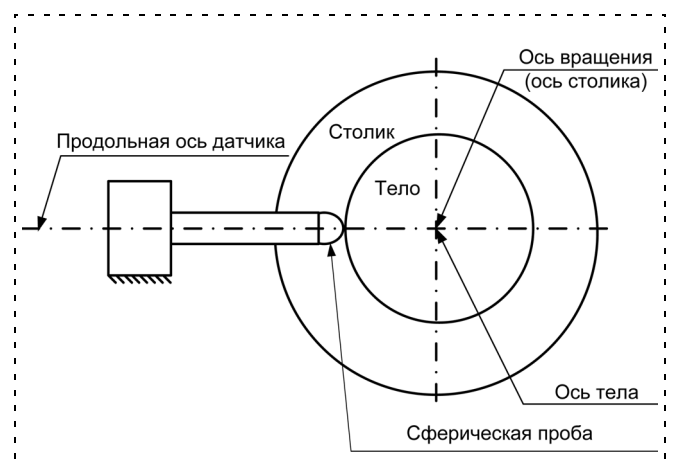 Ось вращения
(ось столика)
Продольная ось датчика
Столик
Тело
Ось тела
Сферическая проба